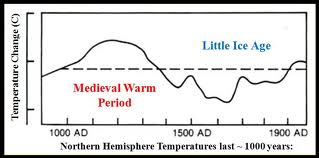 Temperature Change (C)
Little Ice Age
Medieval Warm
Period
1000 AD 1500 AD 1900 AD
Northern Hemisphere Temperatures last ~ 1000 years: